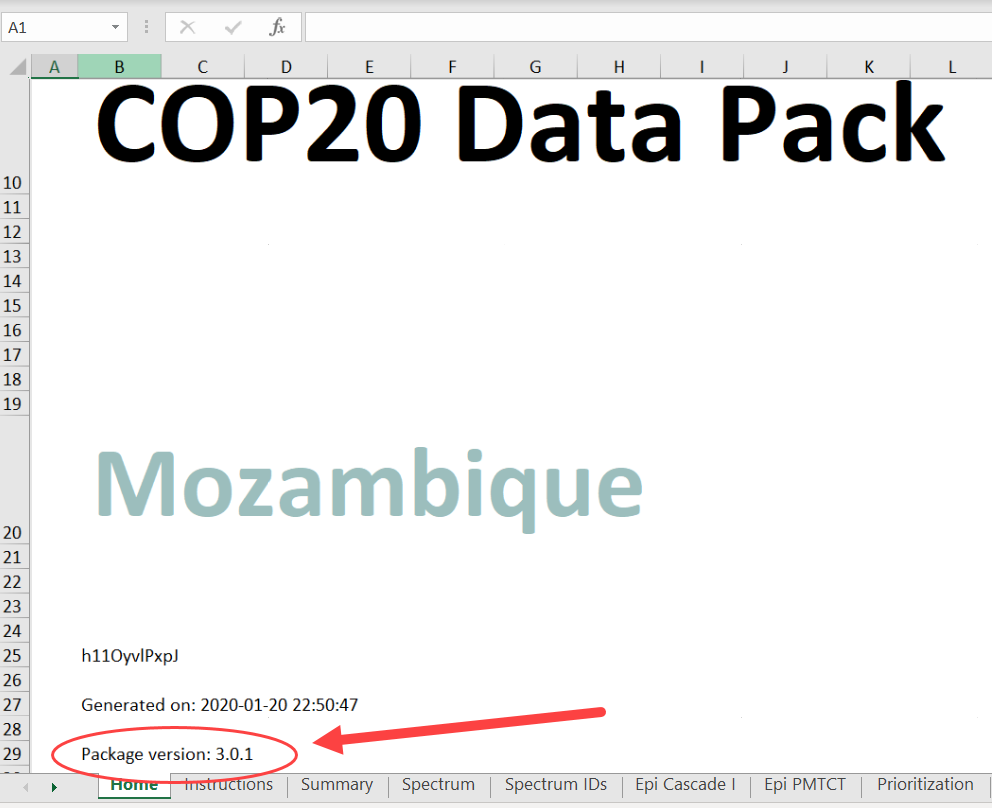 A1 fx
A B C D E F G H I J K L
COP20 Data Pack
10
11
12
13
14
15
16
17
18
19
Mozambique
20
21
22
23
24
25 h11OyvlPxpJ
26
27 Generated on: 2020-01-20 22:50:47
28
29 Package version: 3.0.1
Home Instructions Summary Spectrum Spectrum IDs Epi Cascade I Epi PMTCT Prioritization